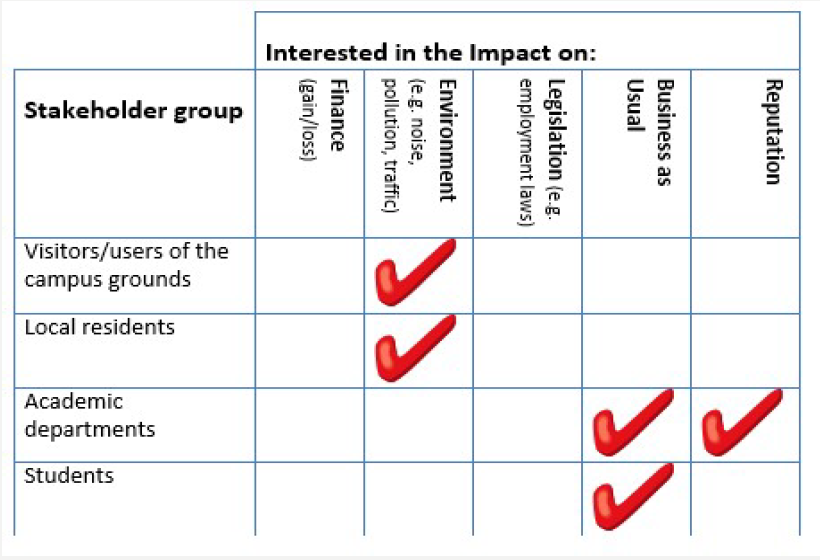 Interested in the Impact on:
Stakeholder group
Finance
(gain/loss)
Environment
(e.g. noise,
pollution, traffic)
Legislation (e.g.
employment laws)
Business as
Usual
Reputation
Visitors/users of the
campus grounds
Local residents
Academic
departments
Students